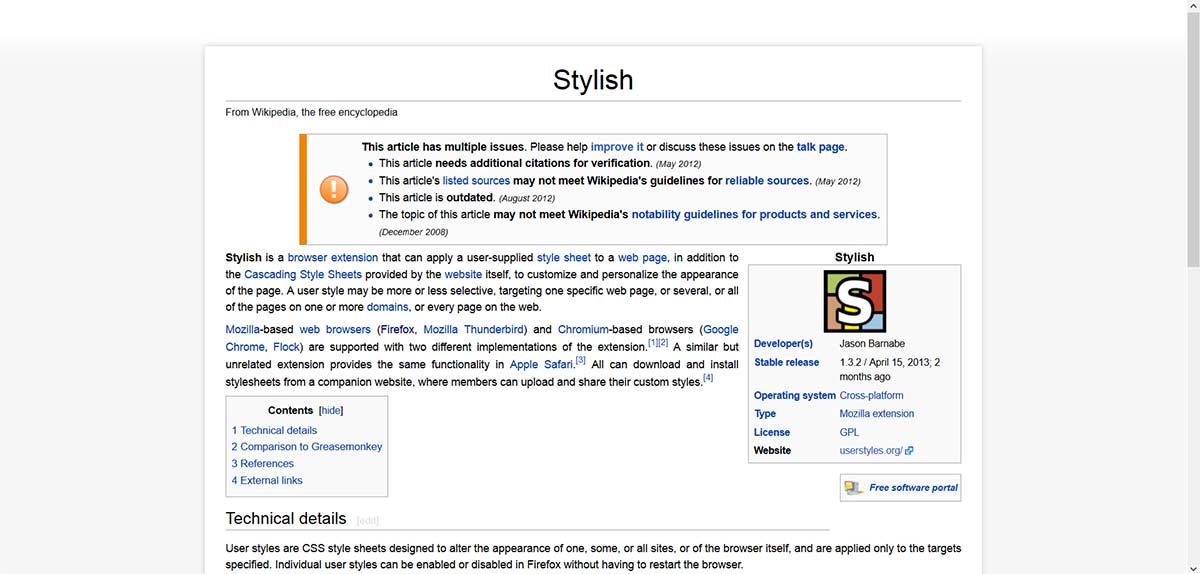 Stylish
From Wikipedia, the free encyclopedia
This article has multiple issues. Please help improve it or discuss these issues on the talk page.
This article needs additional citations for verification. (May 2012)
This article's listed sources may not meet Wikipedia's guidelines for reliable sources. (May 2012)
This article is outdated. (August 2012)
The topic of this article may not meet Wikipedia's notability guidelines for products and services.
(December 2008)
Stylish is a browser extension that can apply a user-supplied style sheet to a web page, in addition to
the Cascading Style Sheets provided by the website itself, to customize and personalize the appearance
of the page. A user style may be more or less selective, targeting one specific web page, or several, or all
of the pages on one or more domains, or every page on the web.
Mozilla-based web browsers (Firefox, Mozilla Thunderbird) and Chromium-based browsers (Google
Chrome, Flock) are supported with two different implementations of the extension.[1][2] A similar but
unrelated extension provides the same functionality in Apple Safari.[3] All can download and install
stylesheets from a companion website, where members can upload and share their custom styles.[4]
Stylish
S
Developer(s) Jason Barnabe
Stable release 1.3.2 / April 15, 2013; 2
months ago
Operating system Cross-platform
Type Mozilla extension
License GPL
Website userstyles.org/
Free software portal
Contents [hide]
1 Technical details
2 Comparison to Greasemonkey
3 References
4 External links
Technical details [edit]
User styles are CSS style sheets designed to alter the appearance of one, some, or all sites, or of the browser itself, and are applied only to the targets
specified. Individual user styles can be enabled or disabled in Firefox without having to restart the browser.